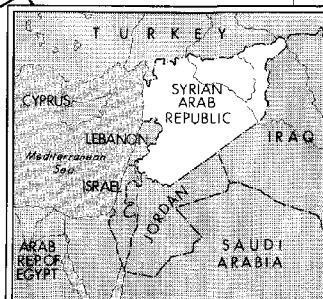 TURKEY
CYPRUS
SYRIAN
ARAB
REPUBLIC
LEBANON
IRAQ
Mediterranean
Sea
ISRAEL
JORDAN
ARAB
REP.OF
EGYPT
SAUDI
ARABIA